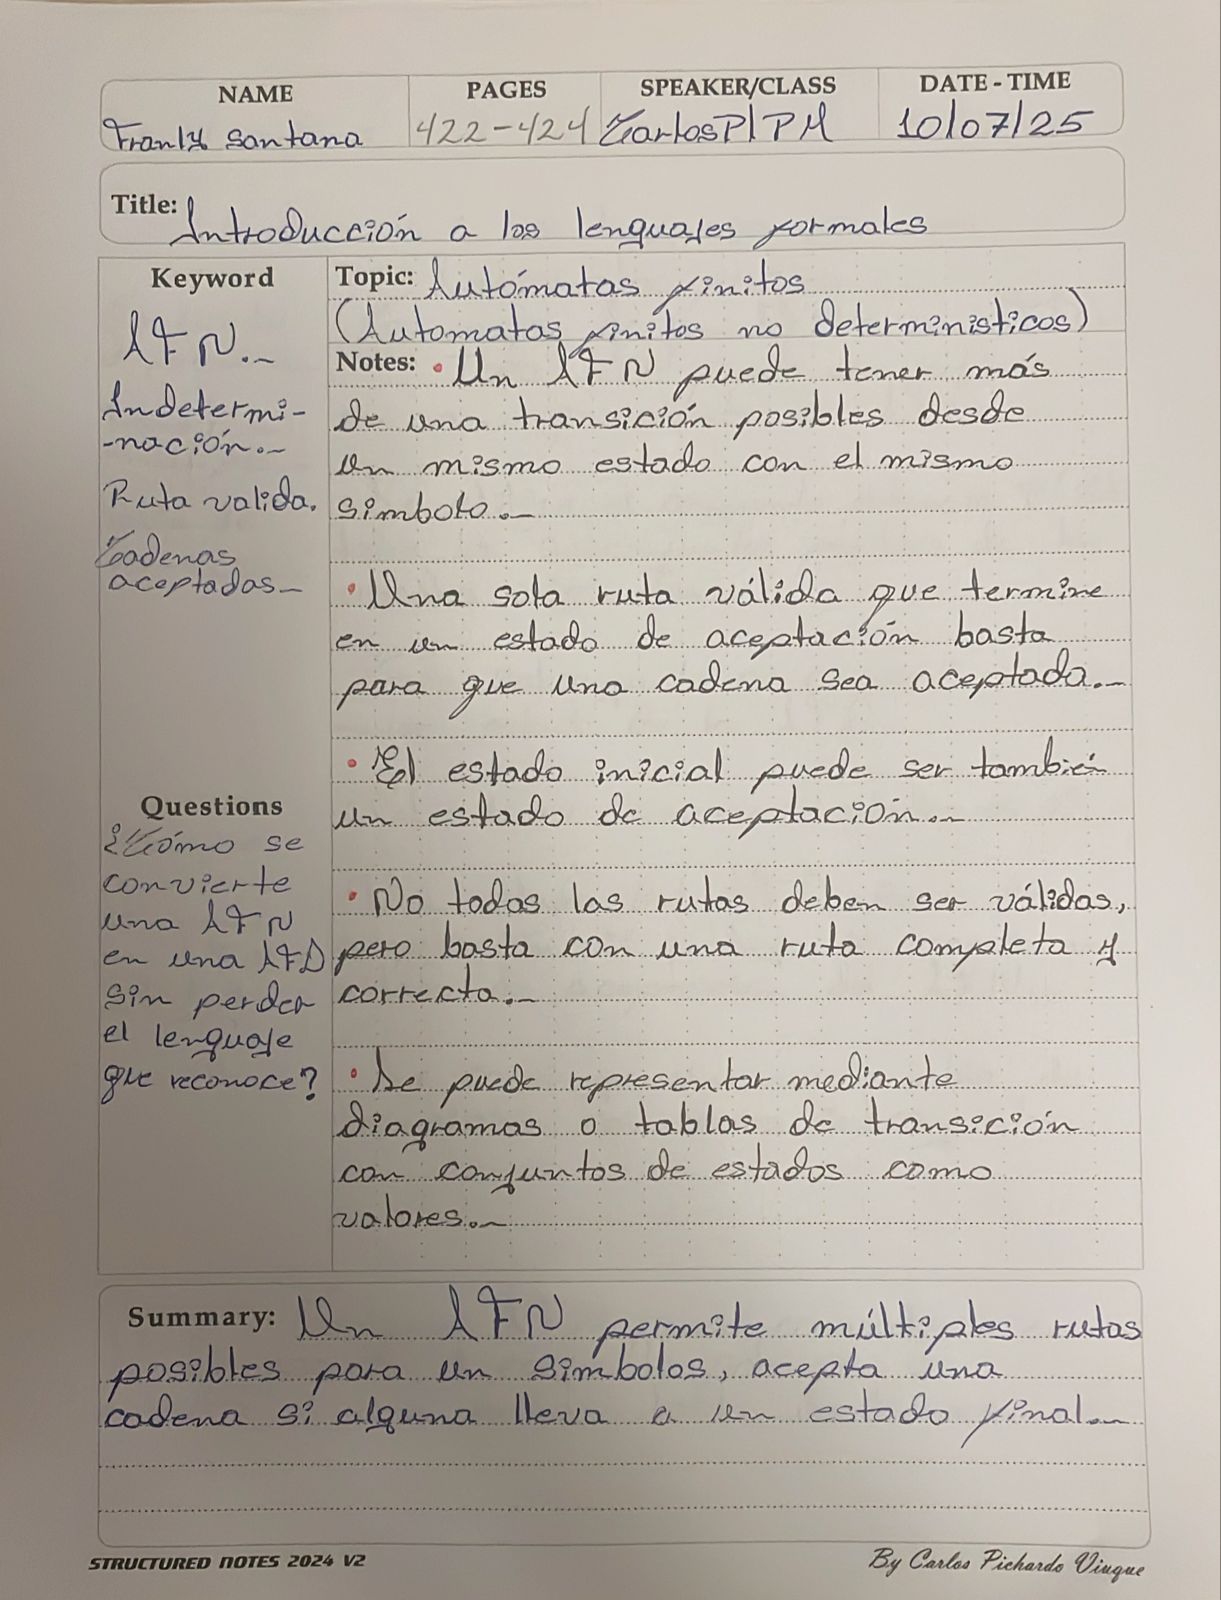 NAME PAGES SPEAKER/CLASS DATE - TIME
Franly Santana 422-424 CarlosP/PM 10/07/25
Title: Introducción a los lenguajes formales
Keyword
AFN.-
Indetermi-
-nación.-
Ruta valida.
Cadenas
aceptadas-
Topic: Autómatas finitos
(Automatas finitos no deterministicos)
Notes: • Un AFN puede tener más
de una transición posibles desde
un mismo estado con el mismo
simbolo.-
• Una sola ruta válida que termine
en un estado de aceptación basta
para que una cadena sea aceptada.-
• El estado inicial puede ser también
un estado de aceptación.-
• No todas las rutas deben ser válidas,
pero basta con una ruta completa y
correcta.-
• Se puede representar mediante
diagramas o tablas de transición
con conjuntos de estados como
valores.-
Questions
¿Cómo se
convierte
una AFN
en una AFD
sin perder
el lenguaje
que reconoce?
Summary: Un AFN permite múltiples rutas
posibles para un simbolos, acepta una
cadena si alguna lleva a un estado final.-
STRUCTURED NOTES 2024 V2 By Carlos Pichardo Viuque